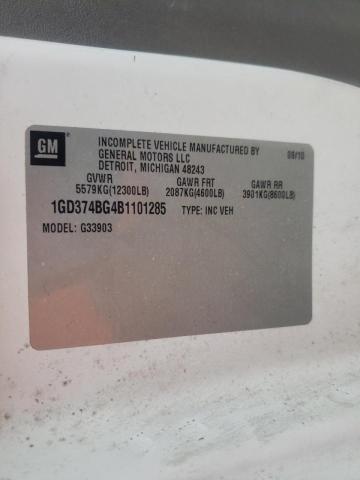 GM
INCOMPLETE VEHICLE MANUFACTURED BY 09/10
GENERAL MOTORS LLC
DETROIT, MICHIGAN 48243
GVWR GAWR FRT GAWR RR
5579KG(12300LB) 2087KG(4600LB) 3901KG(8600LB)
1GD374BG4B1101285 TYPE: INC VEH
MODEL: G33903